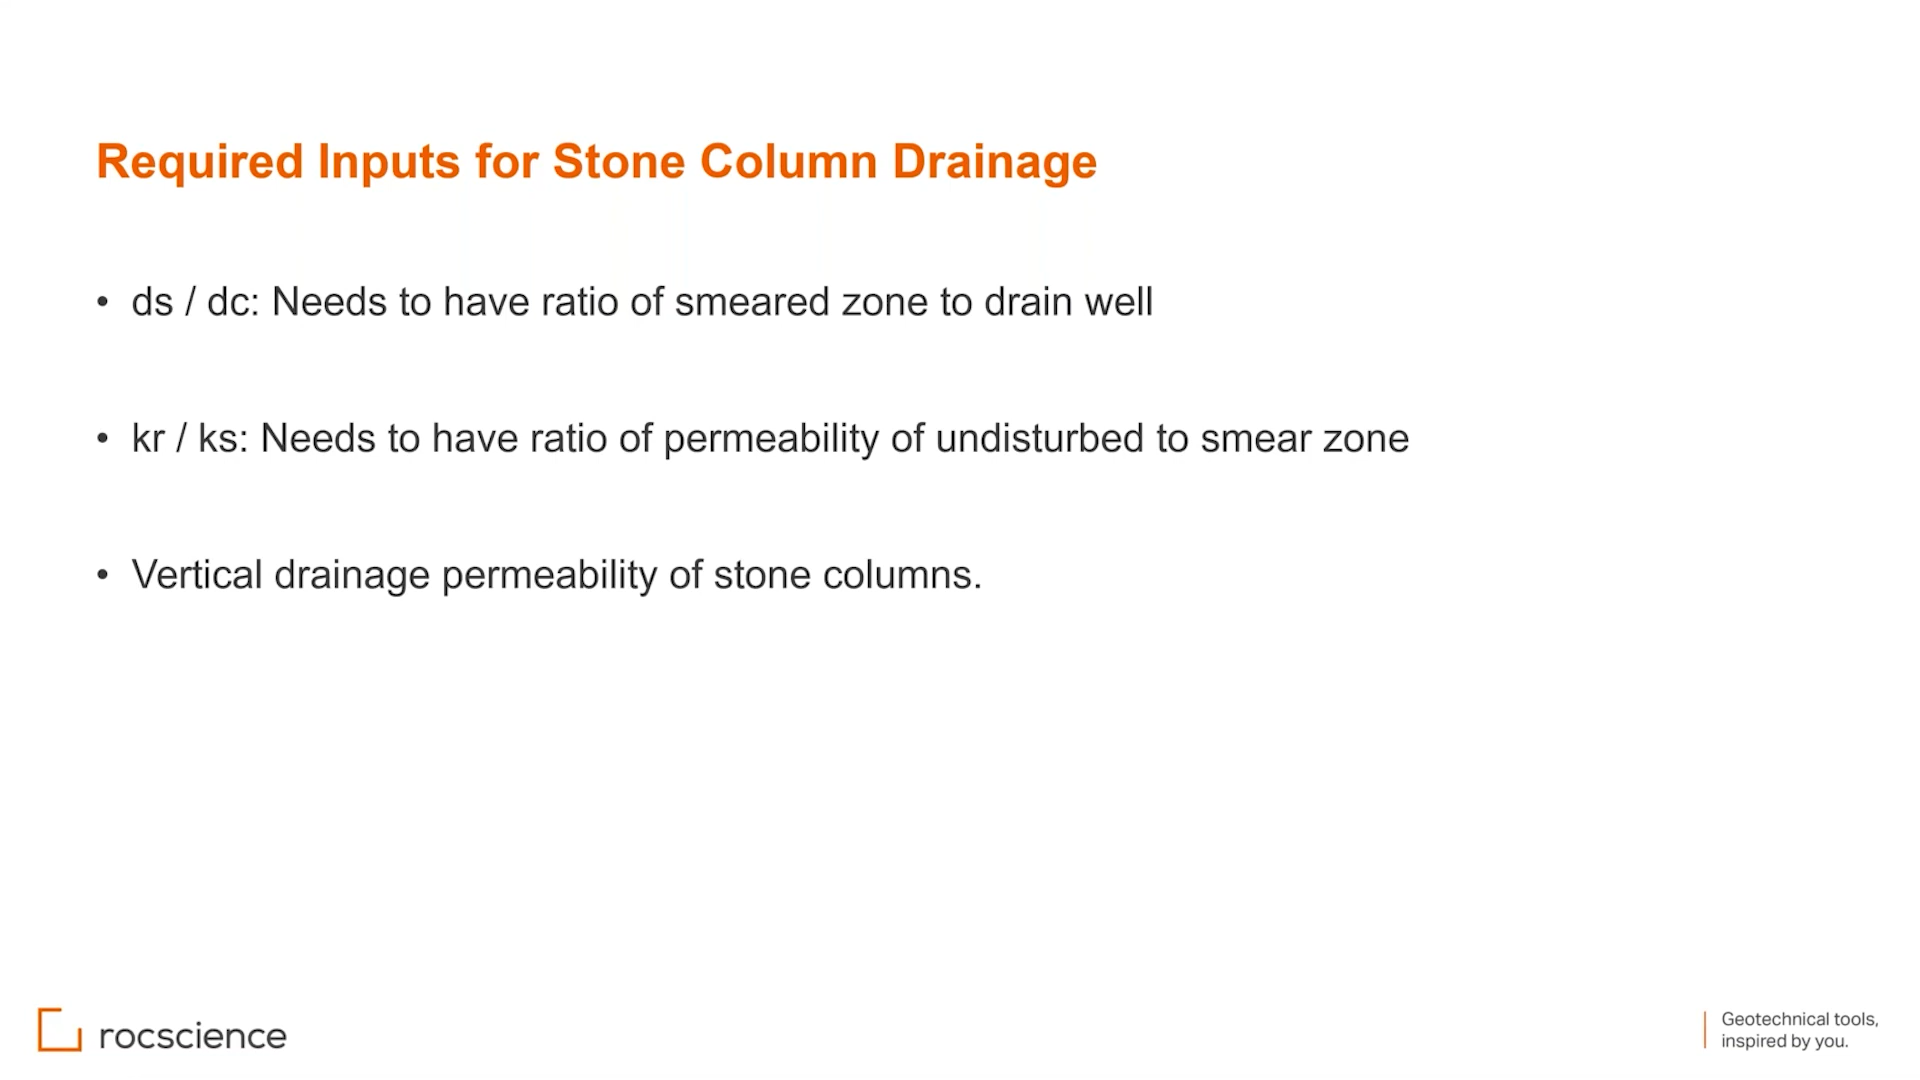 Required Inputs for Stone Column Drainage
• ds / dc: Needs to have ratio of smeared zone to drain well
• kr / ks: Needs to have ratio of permeability of undisturbed to smear zone
• Vertical drainage permeability of stone columns.
rocscience
Geotechnical tools,
inspired by you.